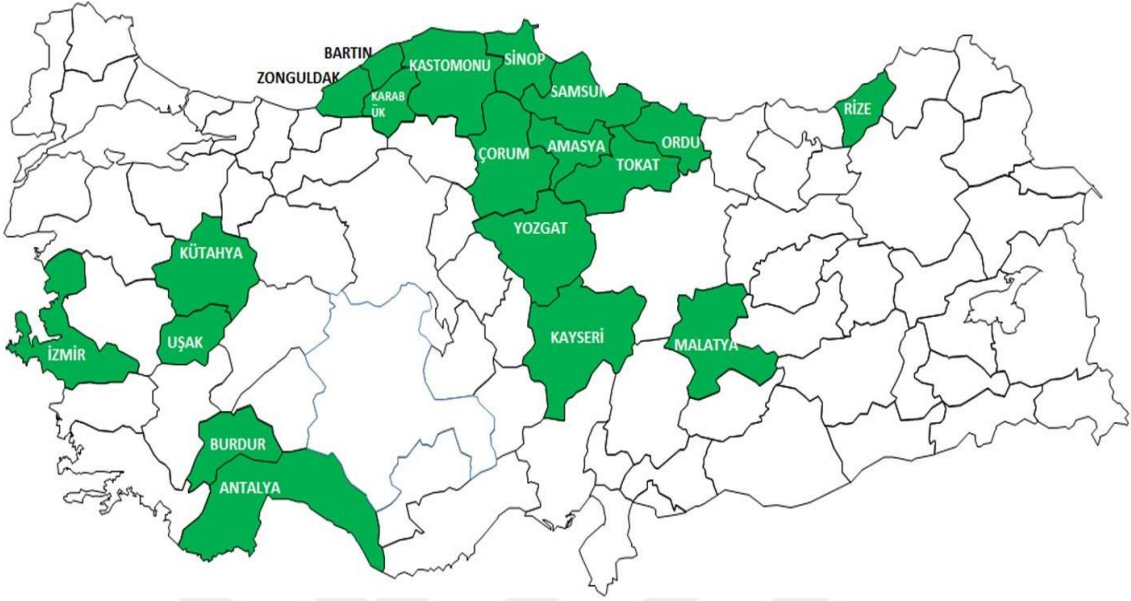 BARTIN
ZONGULDAK
KASTOMONU
SİNOP
KARAB
ÜK
SAMSUN
RİZE
ÇORUM
AMASYA
ORDU
TOKAT
YOZGAT
KÜTAHYA
UŞAK
İZMİR
KAYSERİ
MALATYA
BURDUR
ANTALYA